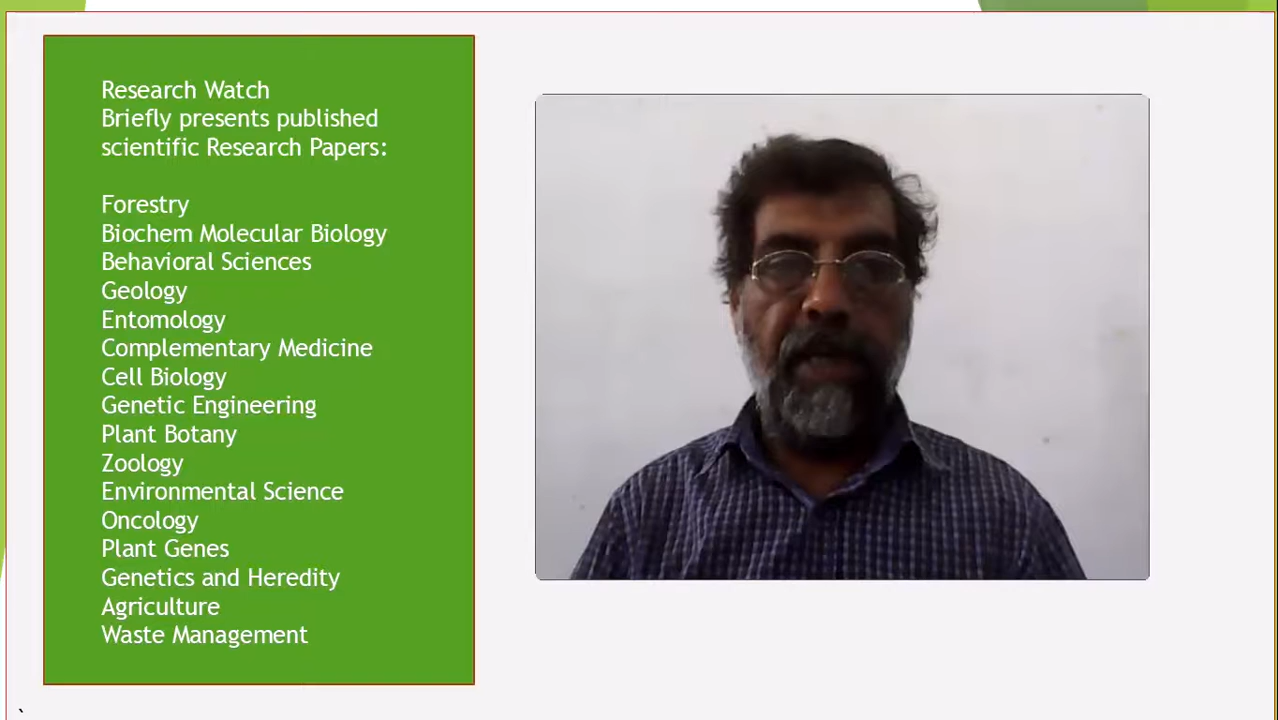 Research Watch
Briefly presents published
scientific Research Papers:
Forestry
Biochem Molecular Biology
Behavioral Sciences
Geology
Entomology
Complementary Medicine
Cell Biology
Genetic Engineering
Plant Botany
Zoology
Environmental Science
Oncology
Plant Genes
Genetics and Heredity
Agriculture
Waste Management
`